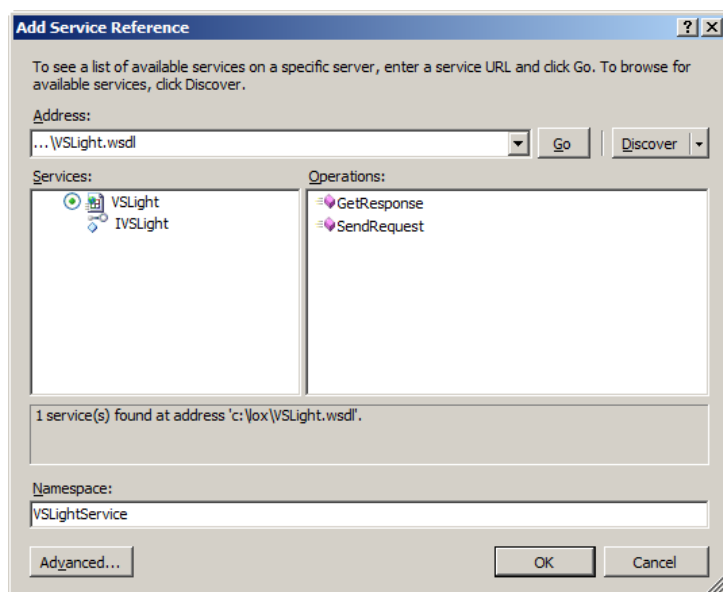 Add Service Reference
To see a list of available services on a specific server, enter a service URL and click Go. To browse for
available services, click Discover.
Address:
...\VSLight.wsdl
Go
Discover
Services:
Operations:
VSLight
IVSLight
GetResponse
SendRequest
1 service(s) found at address 'c:\lox\VSLight.wsdl'.
Namespace:
VSLightService
Advanced...
OK
Cancel